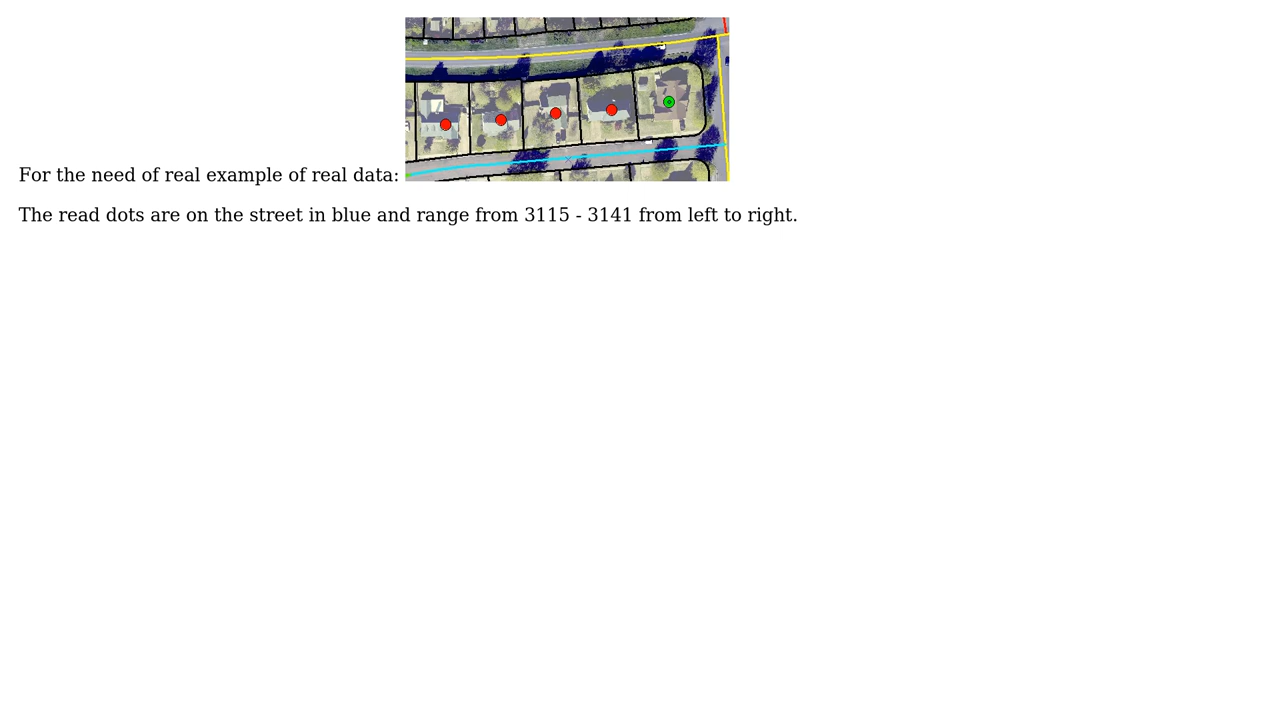 For the need of real example of real data:
The read dots are on the street in blue and range from 3115 - 3141 from left to right.